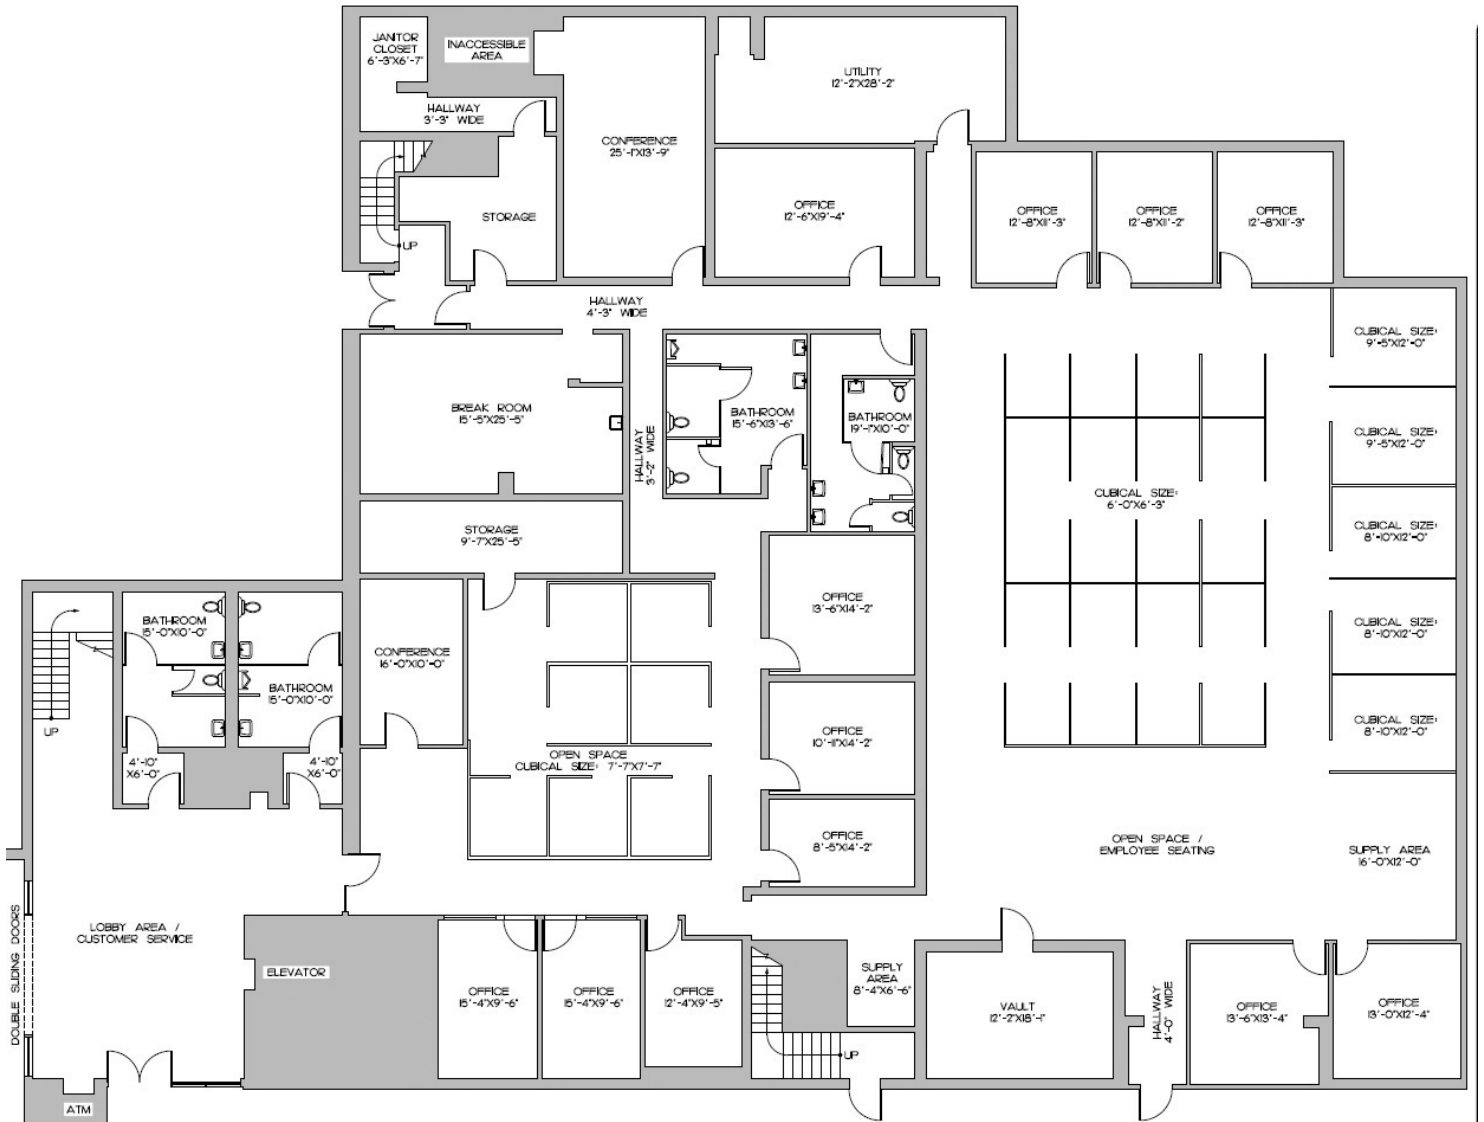 JANITOR
CLOSET
6'-3"X6'-7"
INACCESSIBLE
AREA
HALLWAY
3'-3" WIDE
CONFERENCE
25'-1"X13'-9"
UTILITY
12'-2"X28'-2"
OFFICE
12'-6"X19'-4"
OFFICE
12'-8"X11'-3"
OFFICE
12'-8"X11'-2"
OFFICE
12'-8"X11'-3"
STORAGE
UP
HALLWAY
4'-3" WIDE
CUBICAL SIZE:
9'-5"X12'-0"
BREAK ROOM
15'-5"X25'-5"
HALLWAY
3'-2" WIDE
BATHROOM
15'-6"X13'-6"
BATHROOM
19'-1"X10'-0"
CUBICAL SIZE:
9'-5"X12'-0"
CUBICAL SIZE:
6'-0"X6'-3"
STORAGE
9'-7"X25'-5"
CUBICAL SIZE:
8'-10"X12'-0"
OFFICE
13'-6"X14'-2"
BATHROOM
15'-0"X10'-0"
CUBICAL SIZE:
8'-10"X12'-0"
CONFERENCE
16'-0"X10'-0"
BATHROOM
15'-0"X10'-0"
UP
CUBICAL SIZE:
8'-10"X12'-0"
OFFICE
10'-11"X14'-2"
4'-10"
X6'-0"
4'-10"
X6'-0"
OPEN SPACE
CUBICAL SIZE: 7'-7"X7'-7"
OFFICE
8'-5"X14'-2"
OPEN SPACE /
EMPLOYEE SEATING
SUPPLY AREA
16'-0"X12'-0"
DOUBLE SLIDING DOORS
LOBBY AREA /
CUSTOMER SERVICE
ELEVATOR
OFFICE
15'-4"X9'-6"
OFFICE
15'-4"X9'-6"
OFFICE
12'-4"X9'-5"
SUPPLY
AREA
8'-4"X6'-6"
UP
VAULT
12'-2"X18'-1"
HALLWAY
4'-0" WIDE
OFFICE
13'-6"X13'-4"
OFFICE
13'-0"X12'-4"
ATM